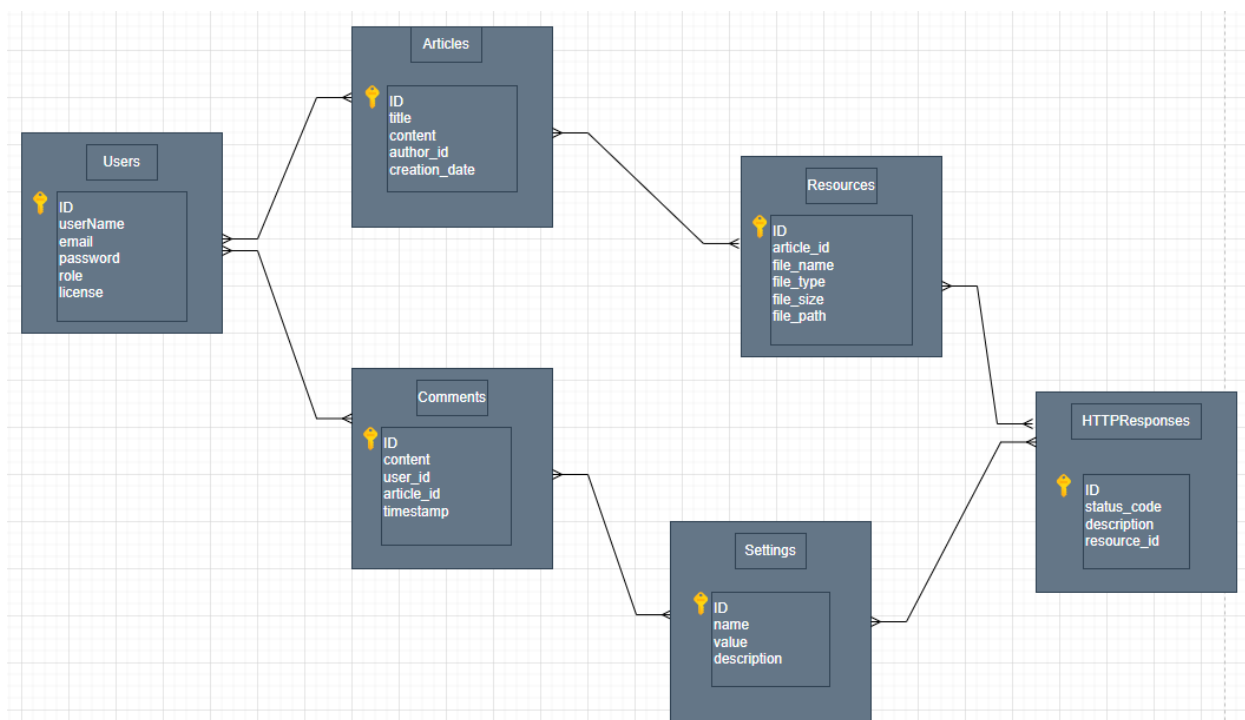 Articles
ID
title
content
author_id
creation_date
Users
ID
userName
email
password
role
license
Resources
ID
article_id
file_name
file_type
file_size
file_path
Comments
ID
content
user_id
article_id
timestamp
HTTPResponses
ID
status_code
description
resource_id
Settings
ID
name
value
description